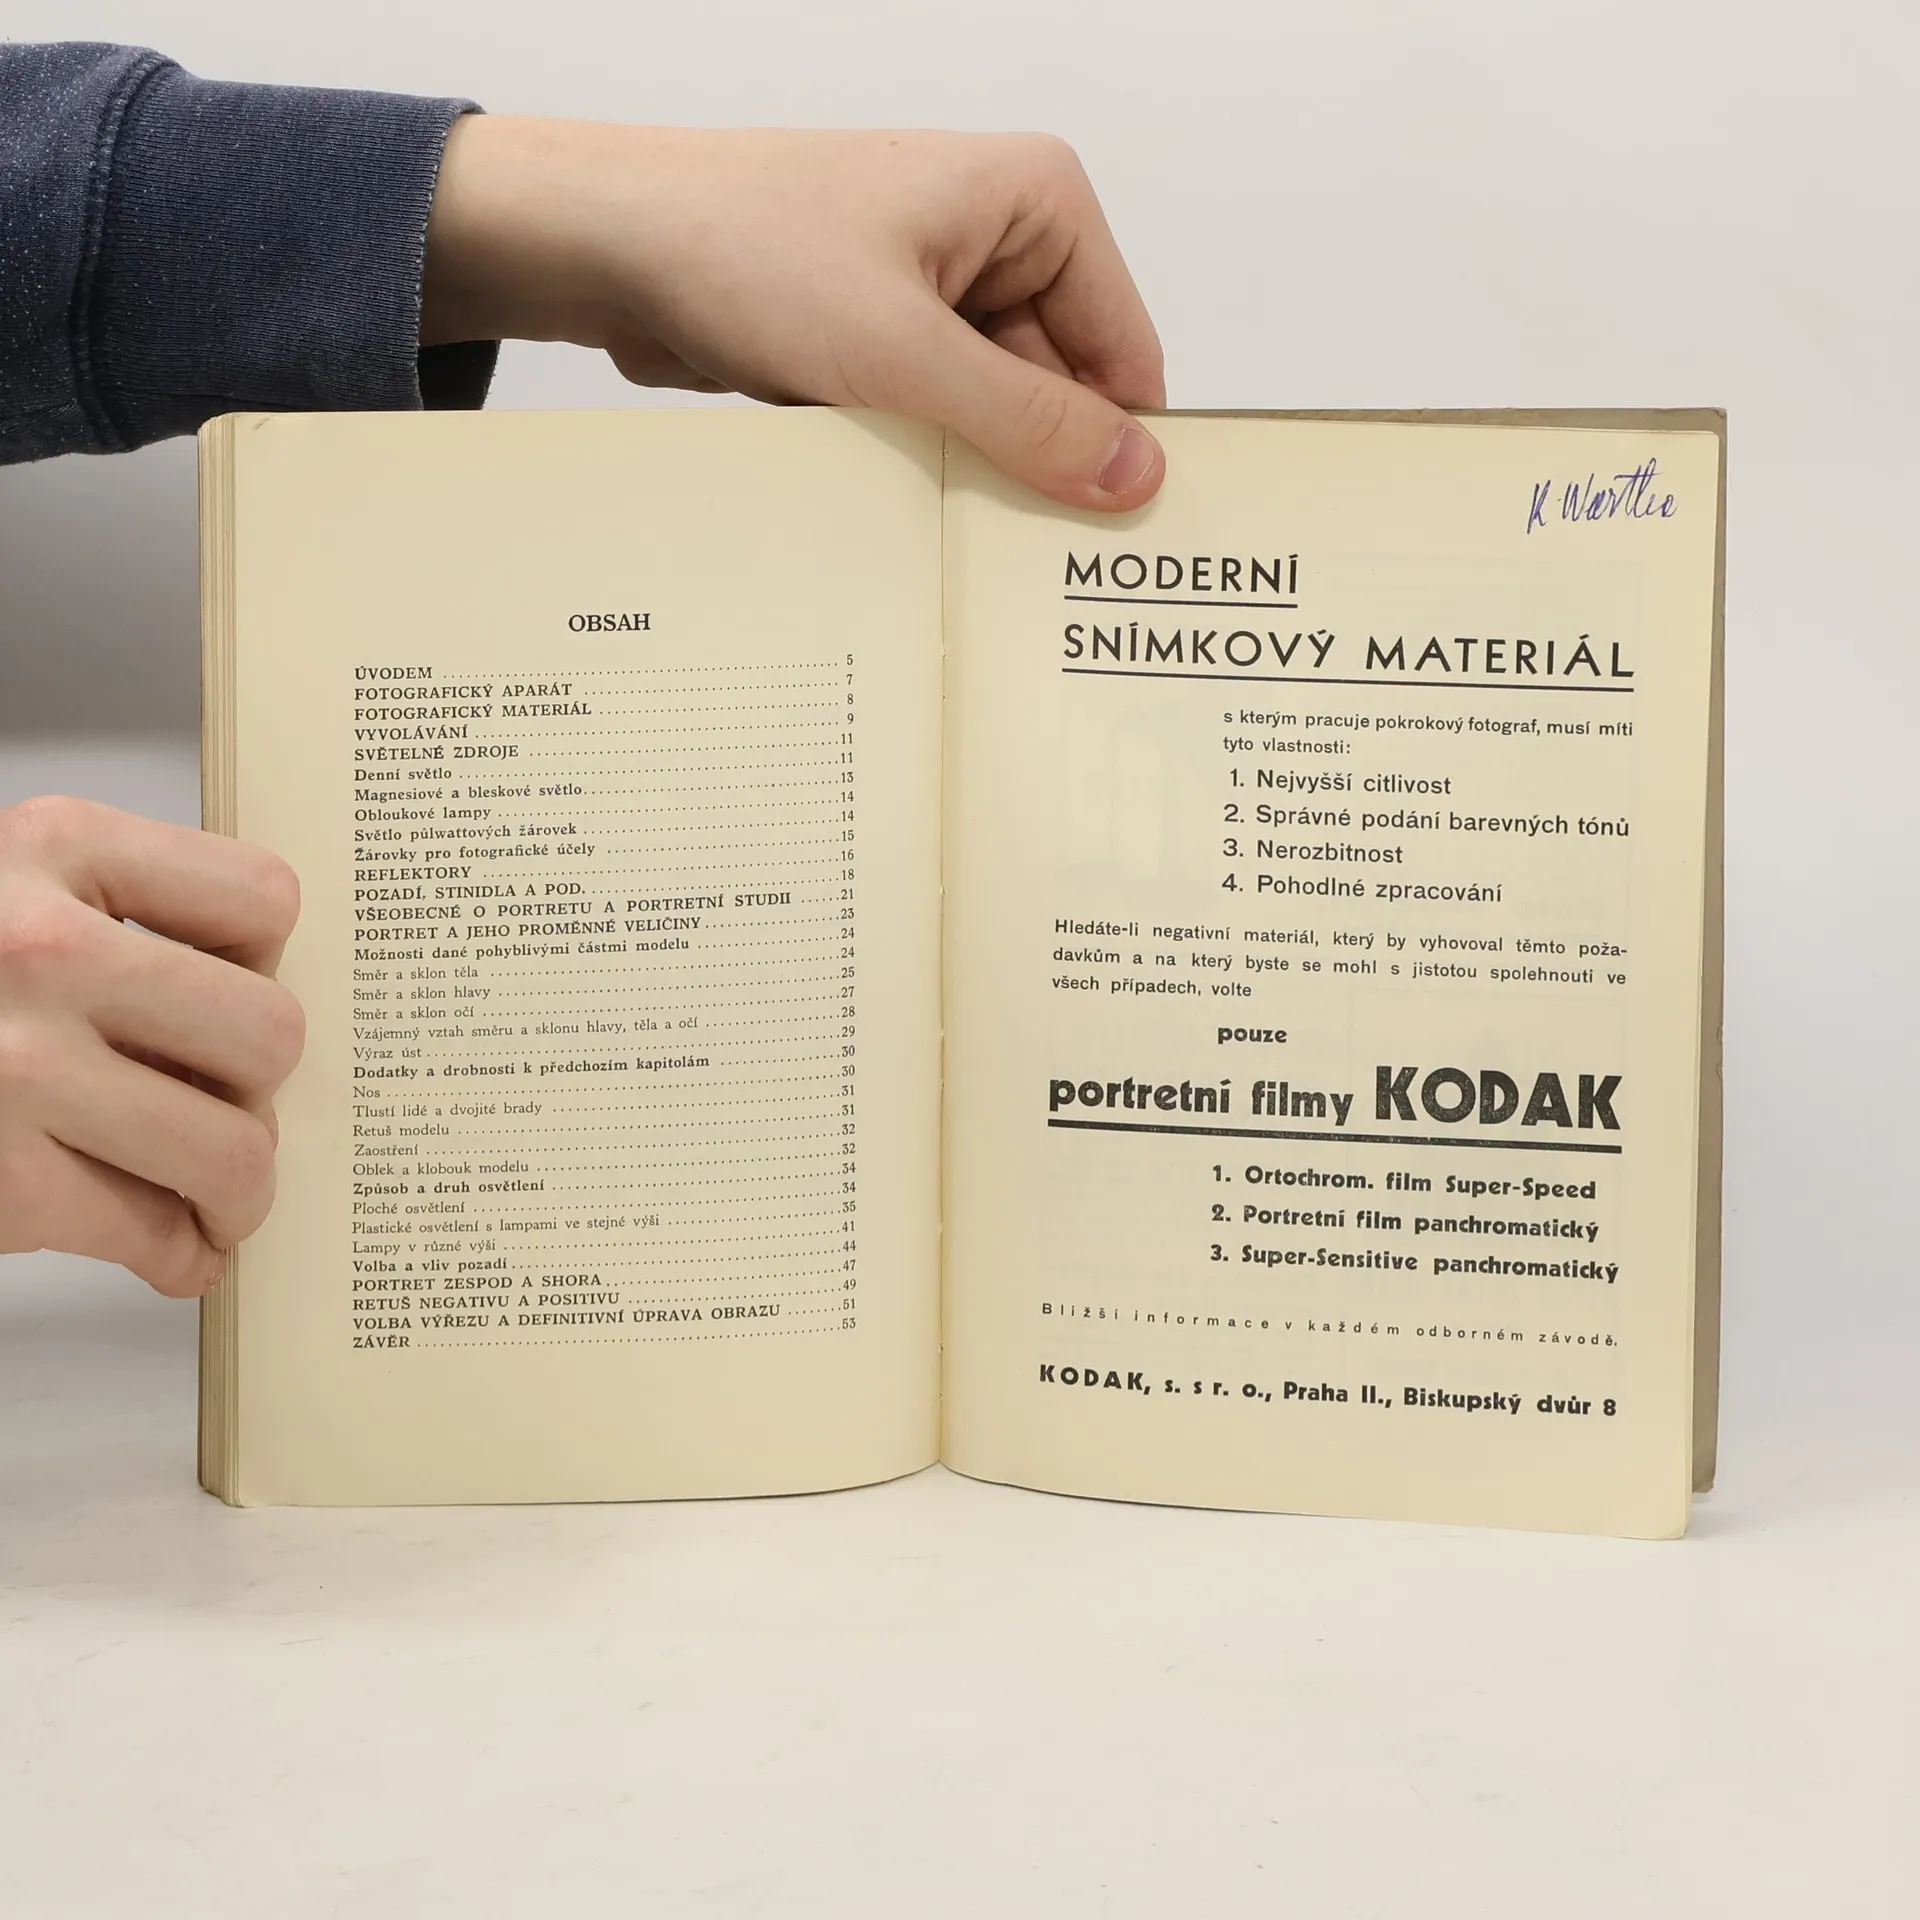 OBSAH
ÚVODEM 5
FOTOGRAFICKÝ APARÁT 7
FOTOGRAFICKÝ MATERIÁL 8
VYVOLÁVÁNÍ 9
SVĚTELNÉ ZDROJE 11
Denní světlo 11
Magnesiové a bleskové světlo 13
Obloukové lampy 14
Světlo půlwattových žárovek 14
Žárovky pro fotografické účely 15
REFLEKTORY 16
POZADÍ, STINIDLA A POD. 18
VŠEOBECNÉ O PORTRETU A PORTRETNÍ STUDII 21
PORTRET A JEHO PROMĚNNÉ VELIČINY 23
Možnosti dané pohyblivými částmi modelu 24
Směr a sklon těla 24
Směr a sklon hlavy 25
Směr a sklon očí 27
Vzájemný vztah směru a sklonu hlavy, těla a očí 28
Výraz úst 29
Dodatky a drobnosti k předchozím kapitolám 30
Nos 30
Tlustí lidé a dvojité brady 31
Retuš modelu 31
Zaostření 32
Oblek a klobouk modelu 32
Způsob a druh osvětlení 34
Ploché osvětlení 34
Plastické osvětlení s lampami ve stejné výši 35
Lampy v různé výši 41
Volba a vliv pozadí 44
PORTRET ZESPOD A SHORA 47
RETUŠ NEGATIVU A POSITIVU 49
VOLBA VÝŘEZU A DEFINITIVNÍ ÚPRAVA OBRAZU 51
ZÁVĚR 53
MODERNÍ
SNÍMKOVÝ MATERIÁL
s kterým pracuje pokrokový fotograf, musí míti
tyto vlastnosti:
1. Nejvyšší citlivost
2. Správné podání barevných tónů
3. Nerozbitnost
4. Pohodlné zpracování
Hledáte-li negativní materiál, který by vyhovoval těmto poža-
davkům a na který byste se mohl s jistotou spolehnouti ve
všech případech, volte
pouze
portretní filmy KODAK
1. Ortochrom. film Super-Speed
2. Portretní film panchromatický
3. Super-Sensitive panchromatický
Bližší informace v každém odborném závodě.
KODAK, s. s r. o., Praha II., Biskupský dvůr 8